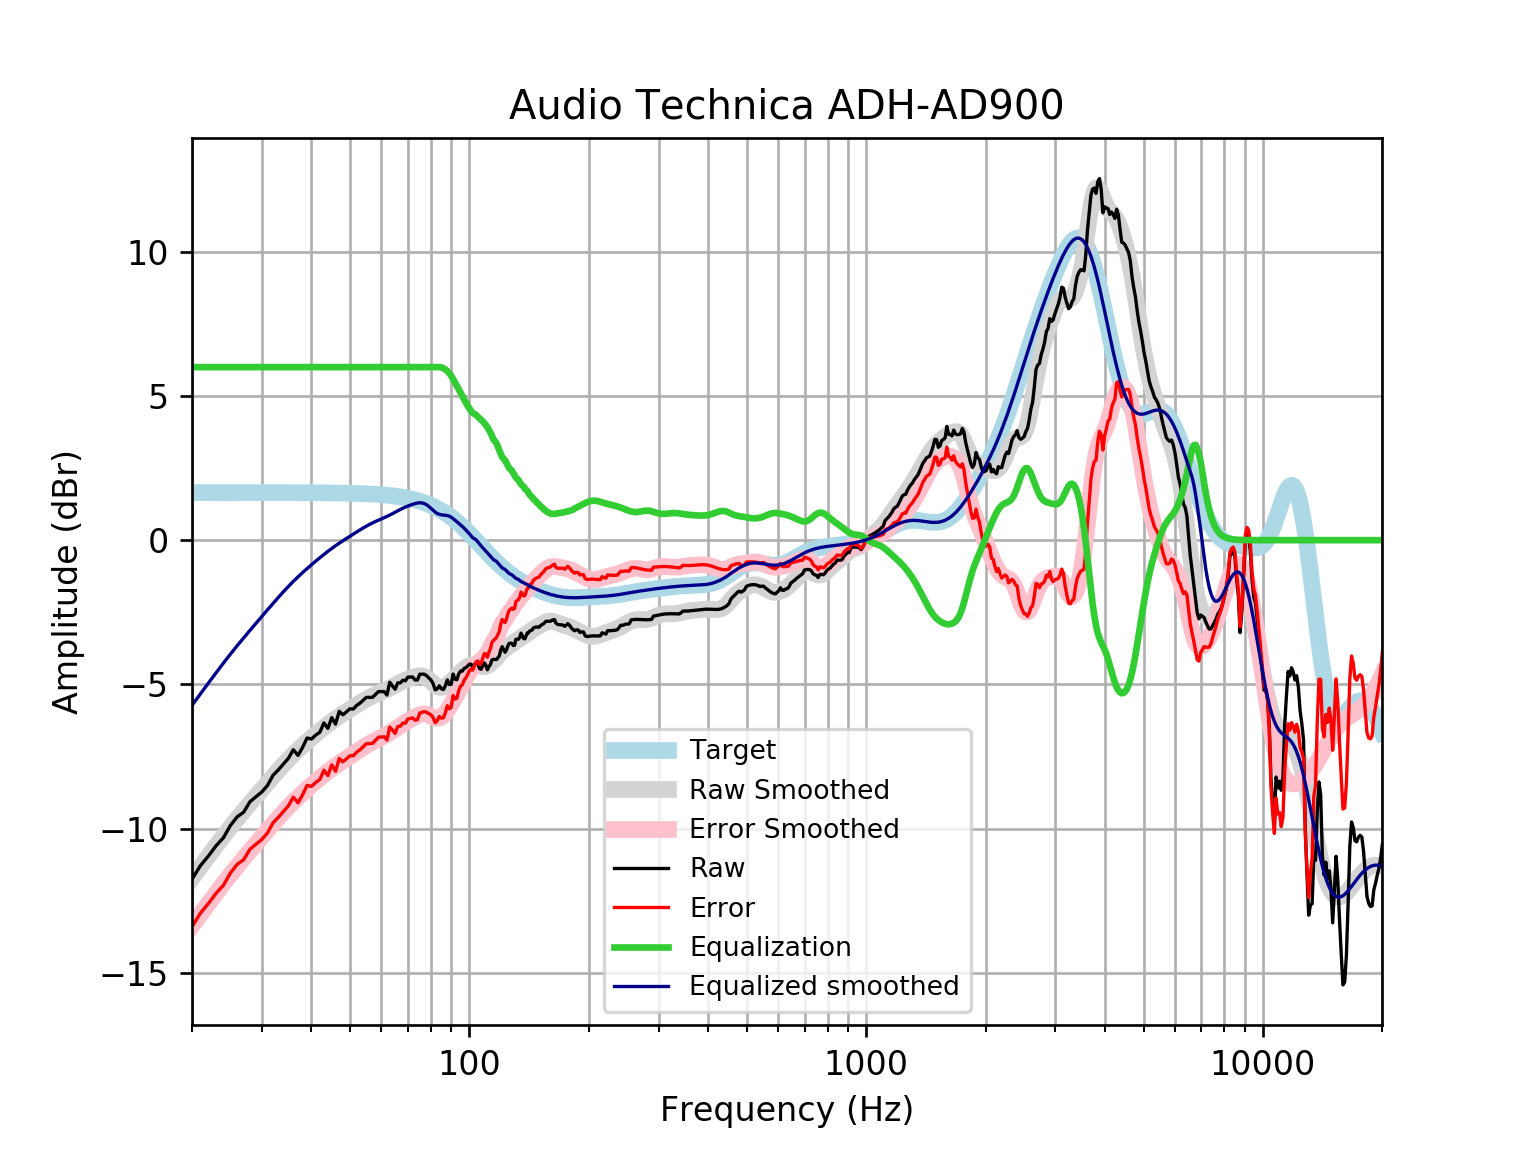 Audio Technica ADH-AD900
Amplitude (dBr)
10
5
0
−5
−10
−15
Target
Raw Smoothed
Error Smoothed
Raw
Error
Equalization
Equalized smoothed
100 1000 10000
Frequency (Hz)